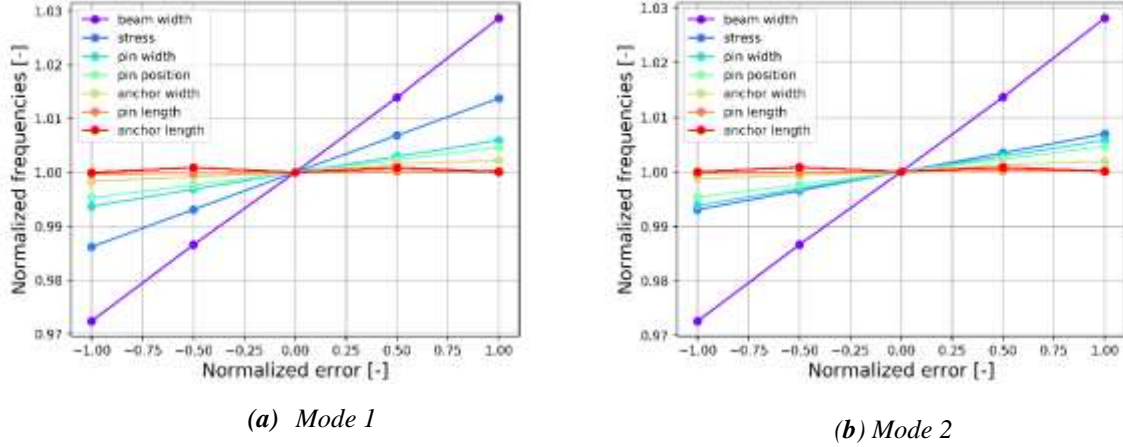 1.03
1.02
1.01
1.00
0.99
0.98
0.97
Normalized frequencies [-]
beam width
stress
pin width
pin position
anchor width
pin length
anchor length
−1.00 −0.75 −0.50 −0.25 0.00 0.25 0.50 0.75 1.00
Normalized error [-]
(a) Mode 1
1.03
1.02
1.01
1.00
0.99
0.98
0.97
Normalized frequencies [-]
beam width
stress
pin width
pin position
anchor width
pin length
anchor length
−1.00 −0.75 −0.50 −0.25 0.00 0.25 0.50 0.75 1.00
Normalized error [-]
(b) Mode 2